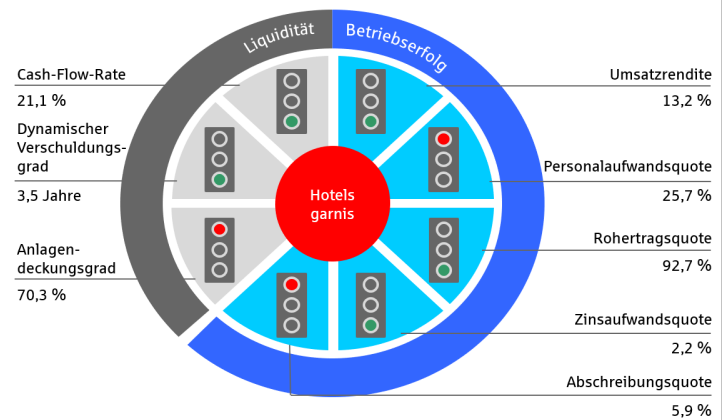 Liquidität
Betriebserfolg
Cash-Flow-Rate
21,1 %
Dynamischer
Verschuldungs-
grad
3,5 Jahre
Anlagen-
deckungsgrad
70,3 %
Hotels
garnis
Umsatzrendite
13,2 %
Personalaufwandsquote
25,7 %
Rohertragsquote
92,7 %
Zinsaufwandsquote
2,2 %
Abschreibungsquote
5,9 %